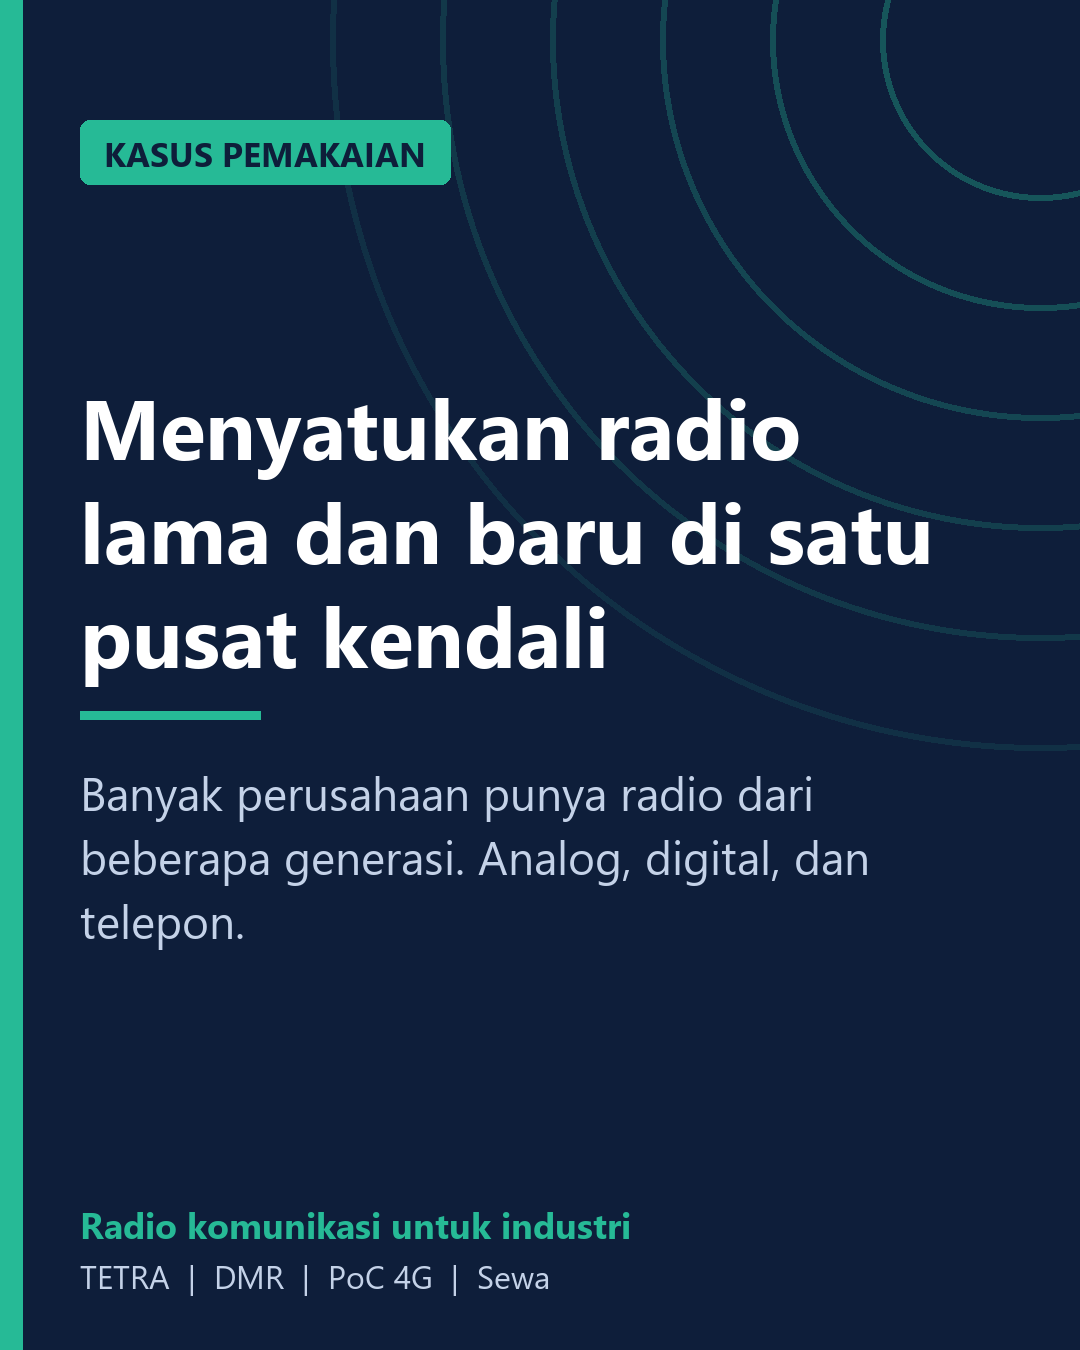 KASUS PEMAKAIAN
Menyatukan radio
lama dan baru di satu
pusat kendali
Banyak perusahaan punya radio dari
beberapa generasi. Analog, digital, dan
telepon.
Radio komunikasi untuk industri
TETRA | DMR | PoC 4G | Sewa